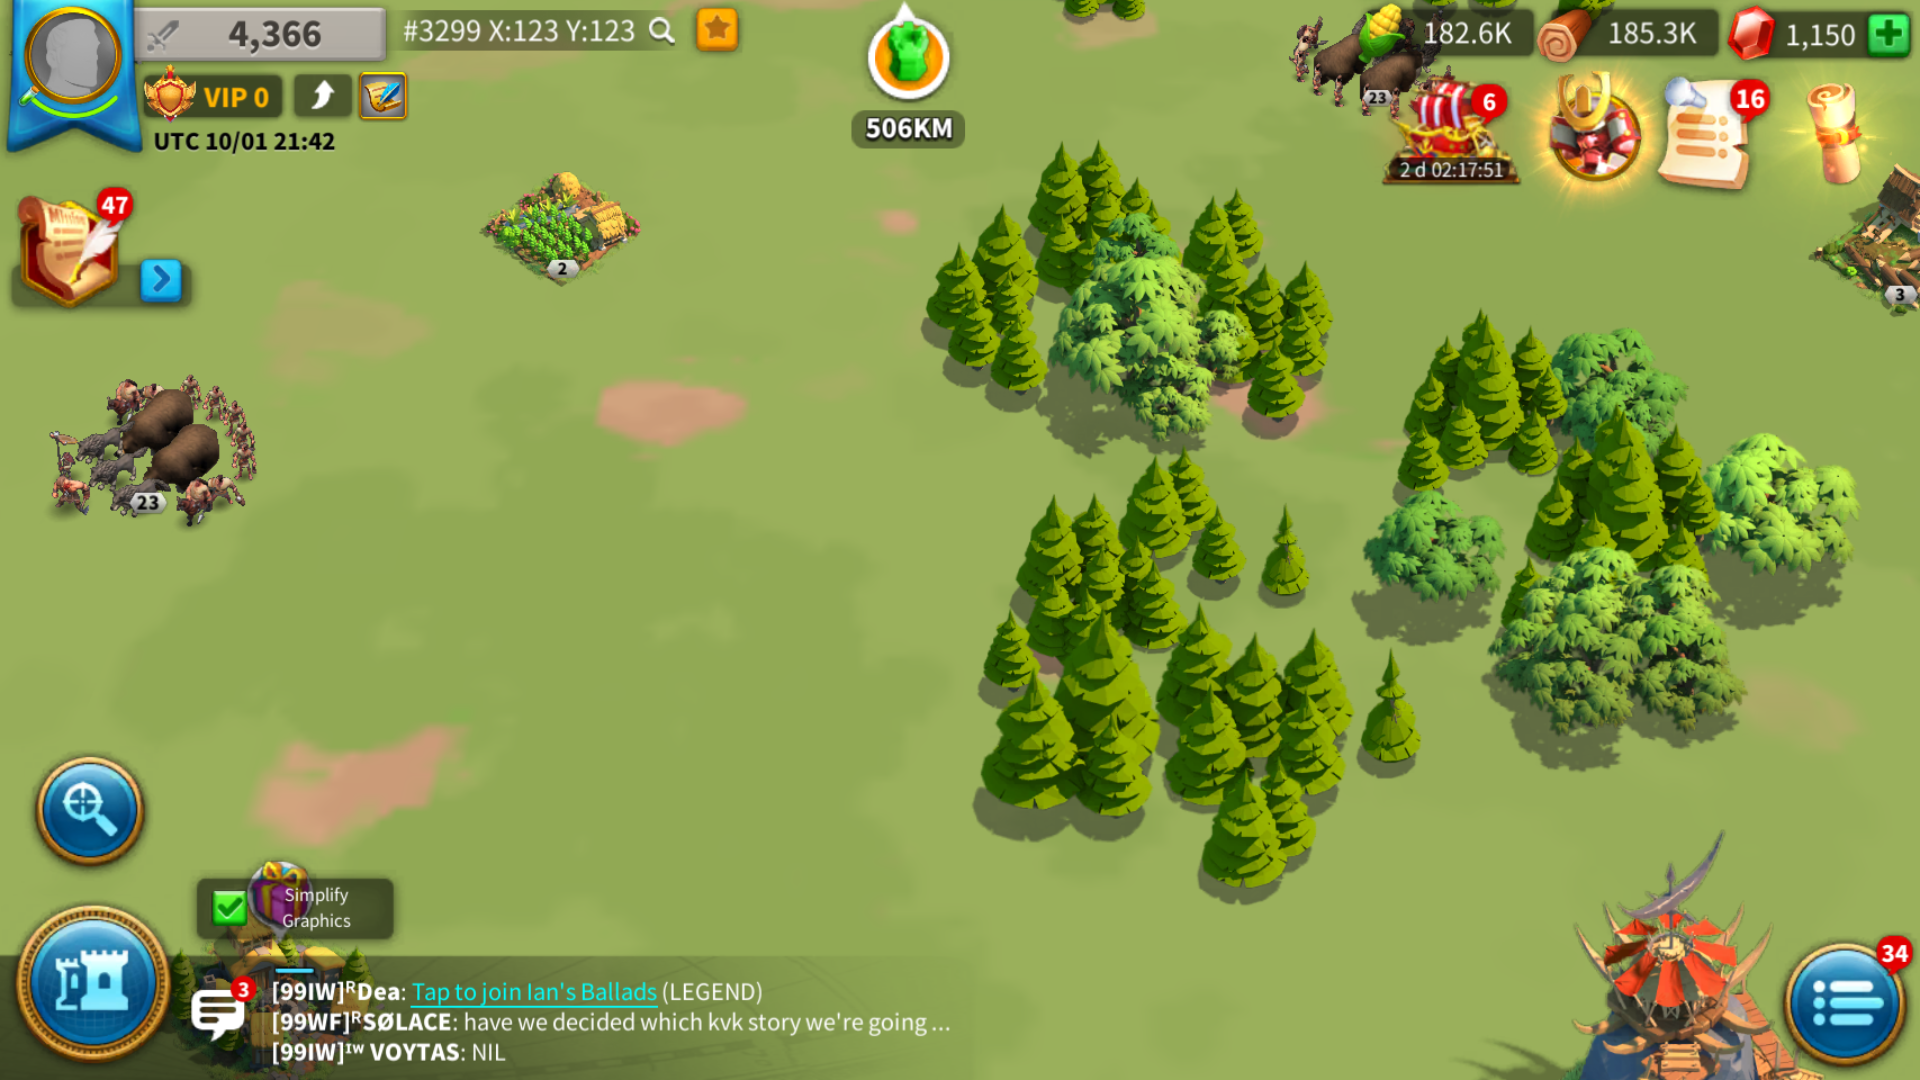 4,366
#3299 X:123 Y:123
182.6K
185.3K
1,150
VIP 0
UTC 10/01 21:42
506KM
23
6
2 d 02:17:51
16
Mission
47
2
3
23
Simplify
Graphics
34
3
[99IW]ᴿDea: Tap to join Ian's Ballads (LEGEND)
[99WF]ᴿSØLACE: have we decided which kvk story we're going ...
[99IW]ᴵᵂ VOYTAS: NIL